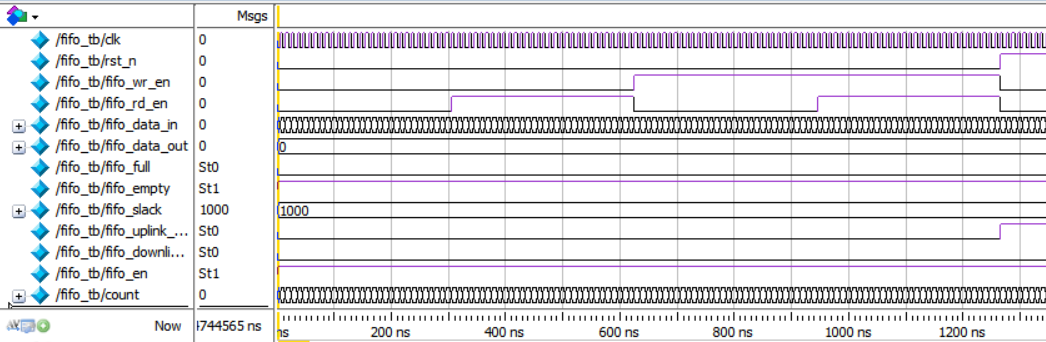 Msgs
/fifo_tb/clk 0
/fifo_tb/rst_n 0
/fifo_tb/fifo_wr_en 0
/fifo_tb/fifo_rd_en 0
/fifo_tb/fifo_data_in 0
/fifo_tb/fifo_data_out 0 0
/fifo_tb/fifo_full St0
/fifo_tb/fifo_empty St1
/fifo_tb/fifo_slack 1000 1000
/fifo_tb/fifo_uplink_... St0
/fifo_tb/fifo_downli... St0
/fifo_tb/fifo_en St1
/fifo_tb/count 0
Now 744565 ns ns 200 ns 400 ns 600 ns 800 ns 1000 ns 1200 ns